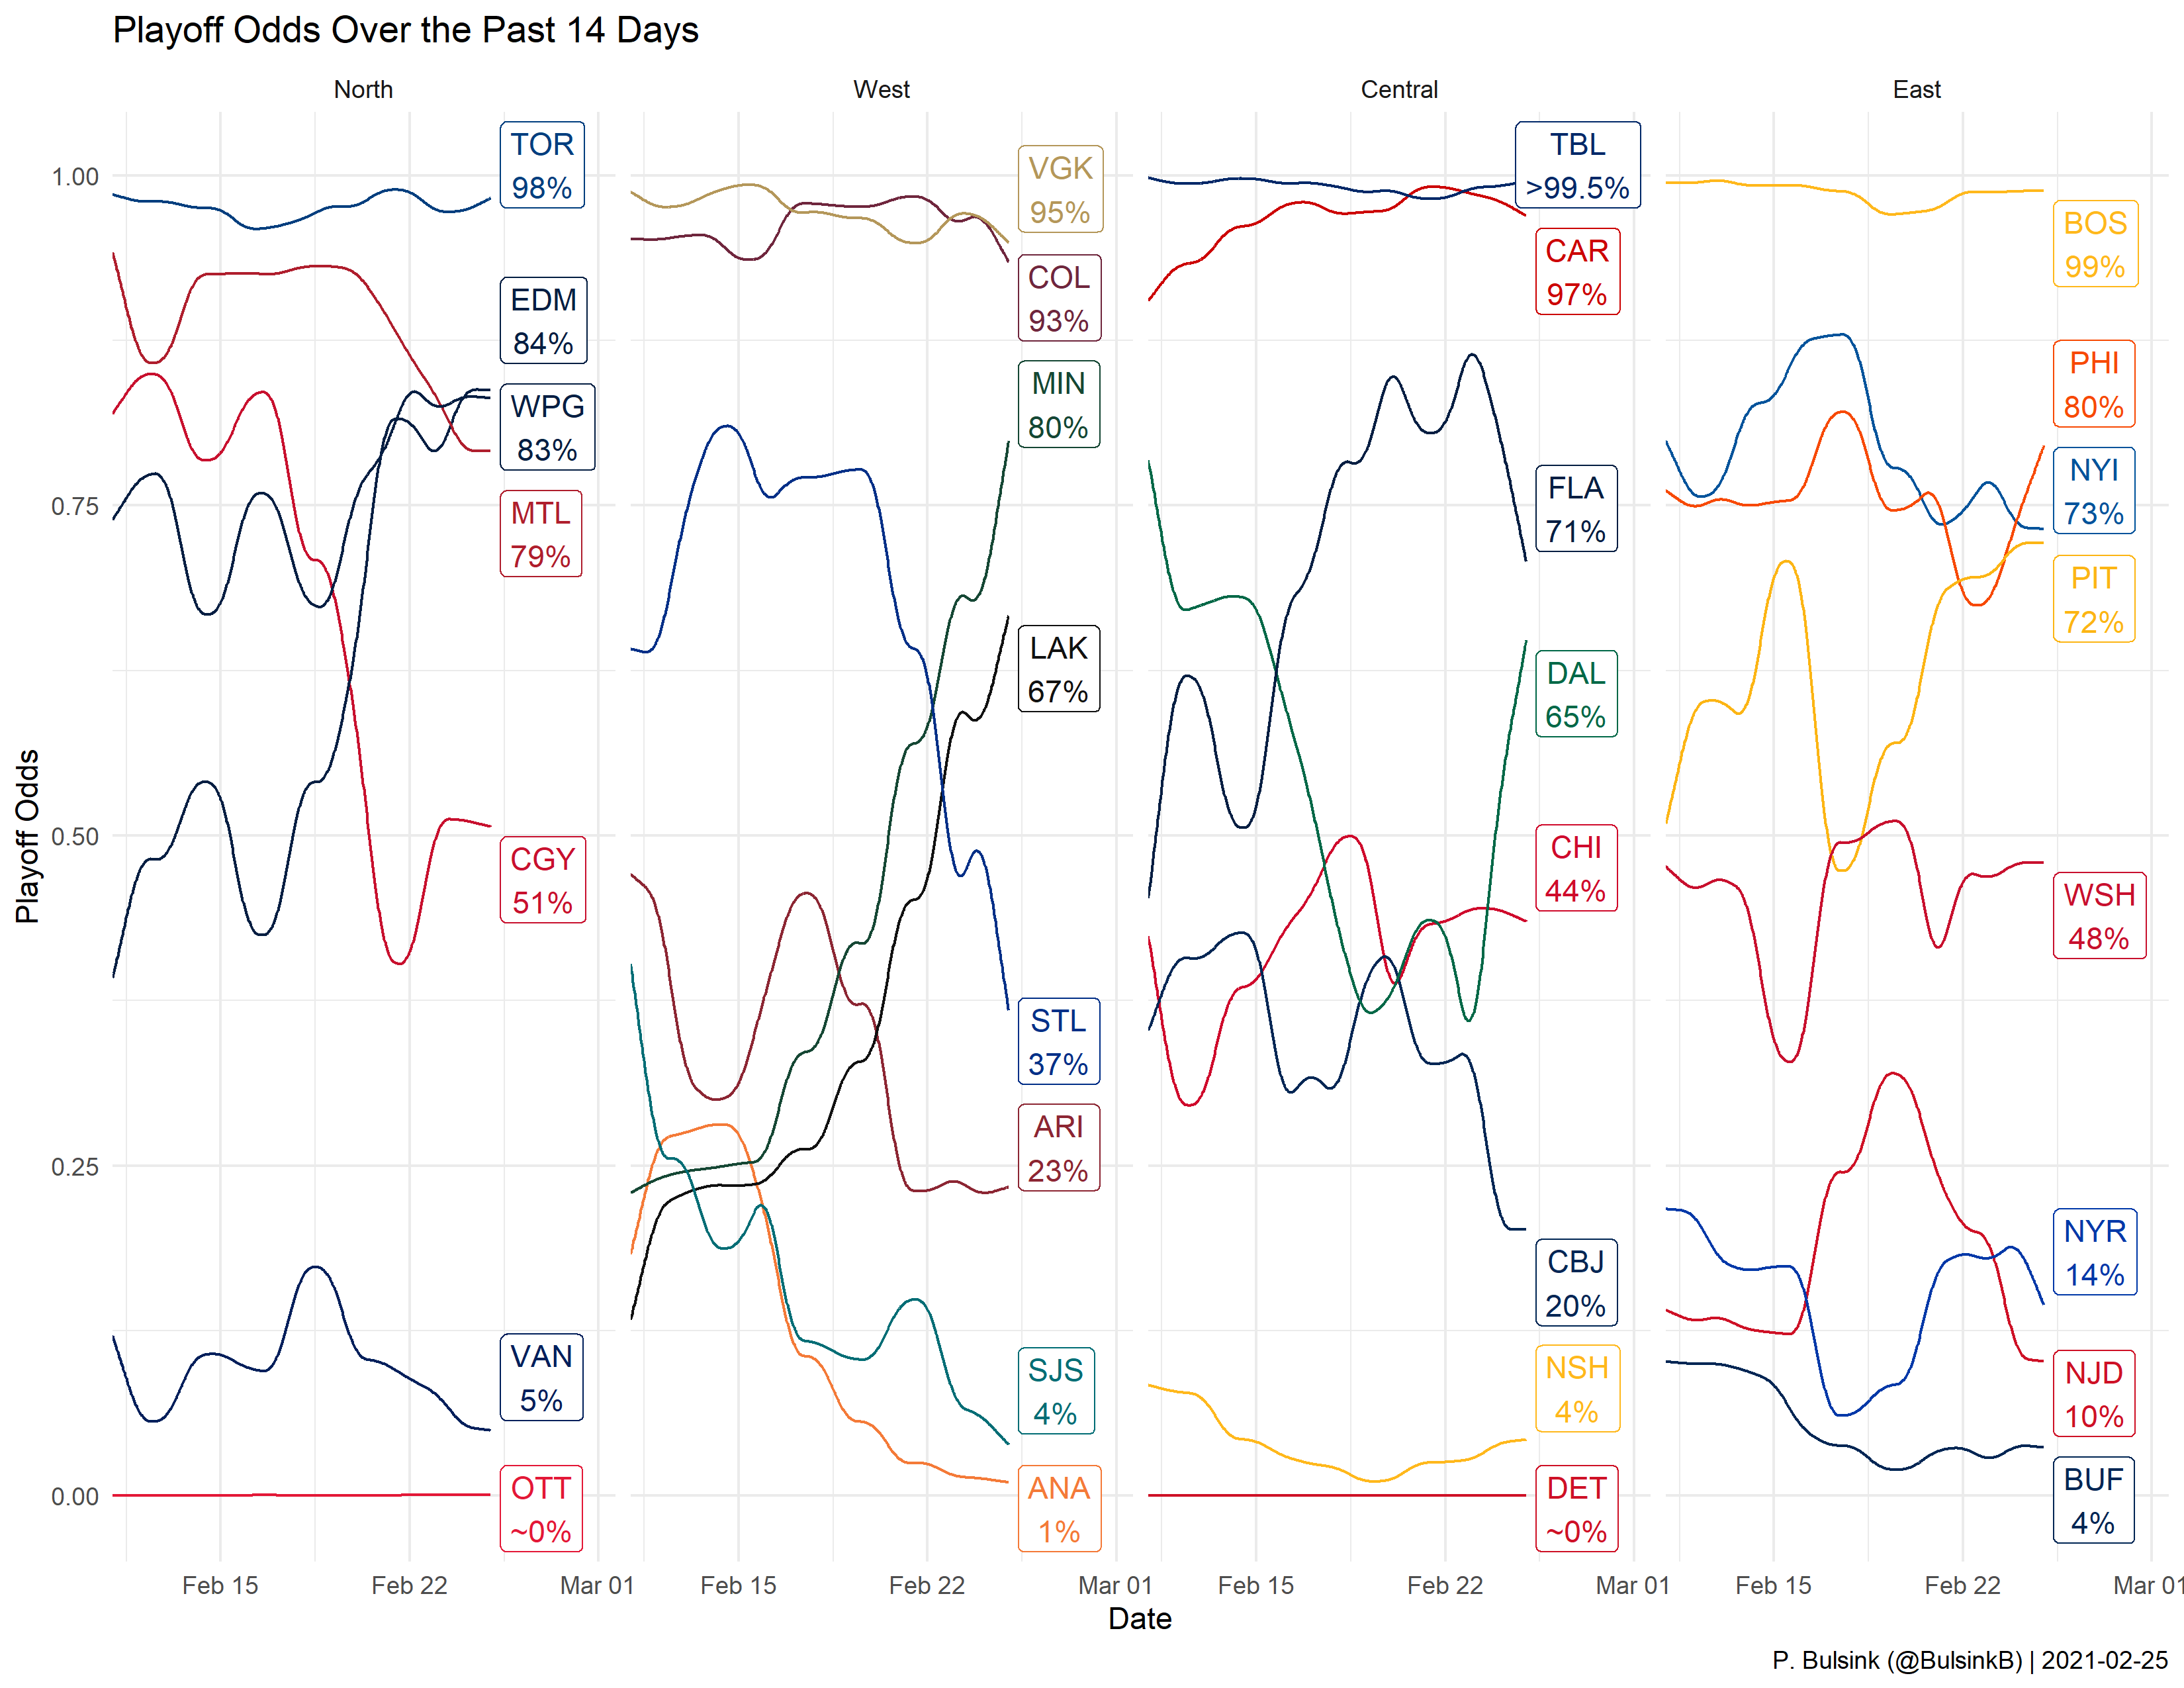 Playoff Odds Over the Past 14 Days
North
West
Central
East
Playoff Odds
1.00
0.75
0.50
0.25
0.00
TOR
98%
EDM
84%
WPG
83%
MTL
79%
CGY
51%
VAN
5%
OTT
~0%
VGK
95%
COL
93%
MIN
80%
LAK
67%
STL
37%
ARI
23%
SJS
4%
ANA
1%
TBL
>99.5%
CAR
97%
FLA
71%
DAL
65%
CHI
44%
CBJ
20%
NSH
4%
DET
~0%
BOS
99%
PHI
80%
NYI
73%
PIT
72%
WSH
48%
NYR
14%
NJD
10%
BUF
4%
Feb 15 Feb 22 Mar 01 Feb 15 Feb 22 Mar 01 Feb 15 Feb 22 Mar 01 Feb 15 Feb 22 Mar 01
Date
P. Bulsink (@BulsinkB) | 2021-02-25